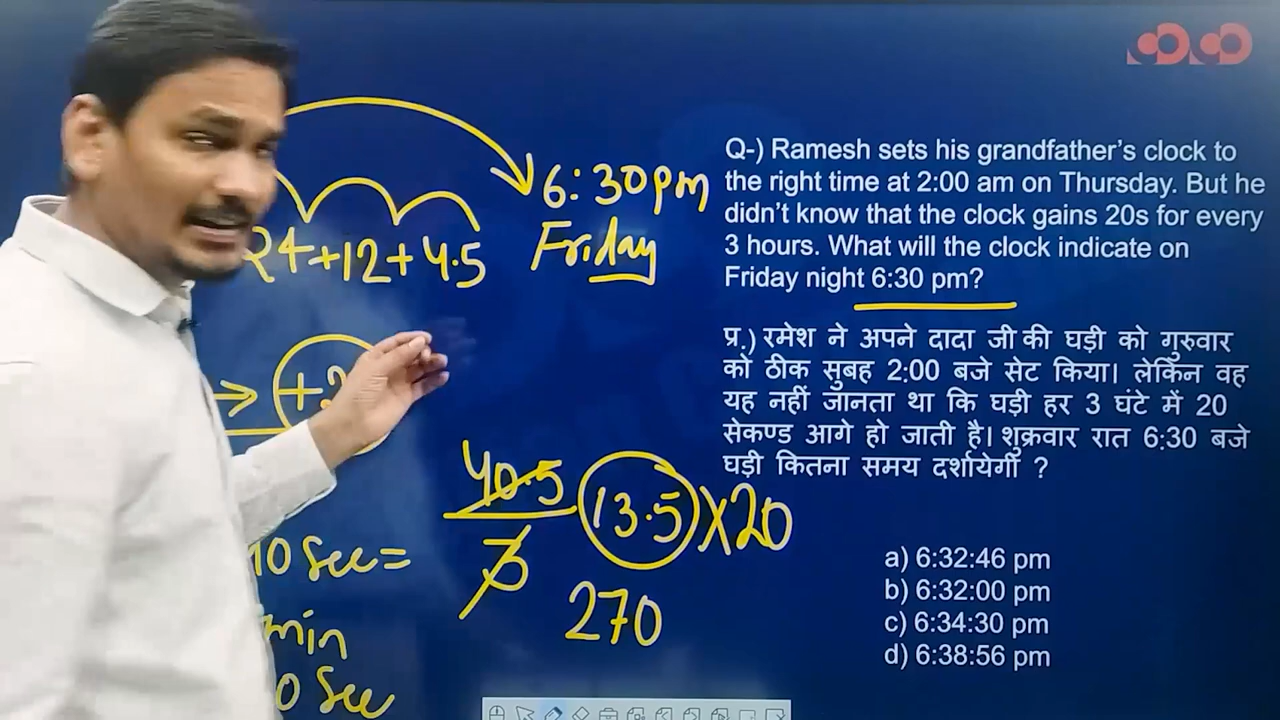 6:30pm
Friday
24+12+4.5
→ +2
40.5
3
13.5 ×20
270
10 Sec=
min
0 Sec
Q-) Ramesh sets his grandfather's clock to
the right time at 2:00 am on Thursday. But he
didn't know that the clock gains 20s for every
3 hours. What will the clock indicate on
Friday night 6:30 pm?
प्र.) रमेश ने अपने दादा जी की घड़ी को गुरुवार
को ठीक सुबह 2:00 बजे सेट किया। लेकिन वह
यह नहीं जानता था कि घड़ी हर 3 घंटे में 20
सेकण्ड आगे हो जाती है। शुक्रवार रात 6:30 बजे
घड़ी कितना समय दर्शायेगी ?
a) 6:32:46 pm
b) 6:32:00 pm
c) 6:34:30 pm
d) 6:38:56 pm